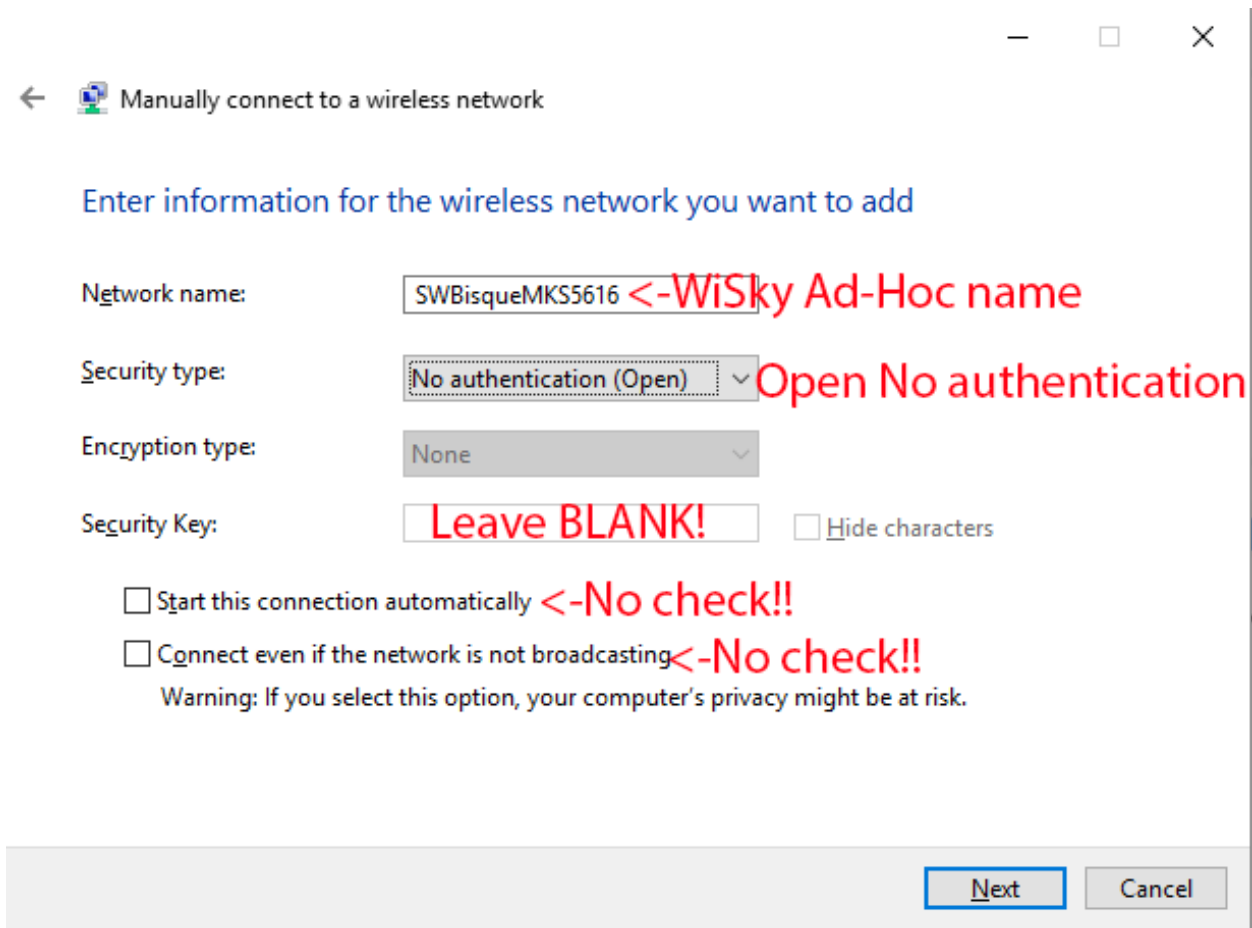 Manually connect to a wireless network
Enter information for the wireless network you want to add
Network name: SWBisqueMKS5616 <-WiSky Ad-Hoc name
Security type: No authentication (Open) Open No authentication
Encryption type: None
Security Key: Leave BLANK! Hide characters
Start this connection automatically <-No check!!
Connect even if the network is not broadcasting <-No check!!
Warning: If you select this option, your computer's privacy might be at risk.
Next Cancel